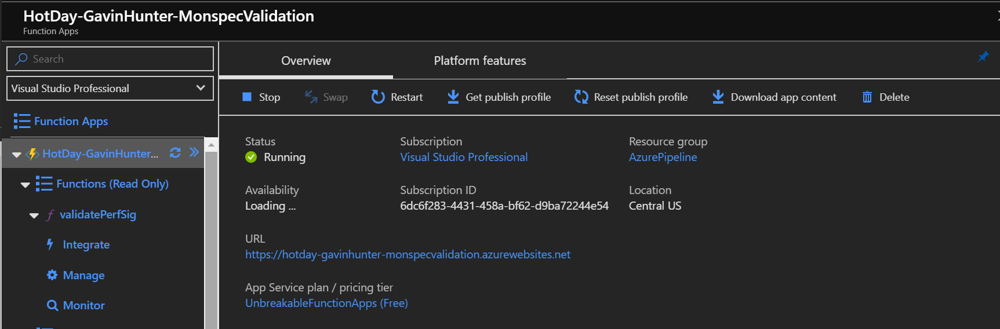 HotDay-GavinHunter-MonspecValidation
Function Apps
Search
Visual Studio Professional
Function Apps
HotDay-GavinHunter...
Functions (Read Only)
validatePerfSig
Integrate
Manage
Monitor
Overview
Platform features
Stop
Swap
Restart
Get publish profile
Reset publish profile
Download app content
Delete
Status
Running
Subscription
Visual Studio Professional
Resource group
AzurePipeline
Availability
Loading ...
Subscription ID
6dc6f283-4431-458a-bf62-d9ba72244e54
Location
Central US
URL
https://hotday-gavinhunter-monspecvalidation.azurewebsites.net
App Service plan / pricing tier
UnbreakableFunctionApps (Free)